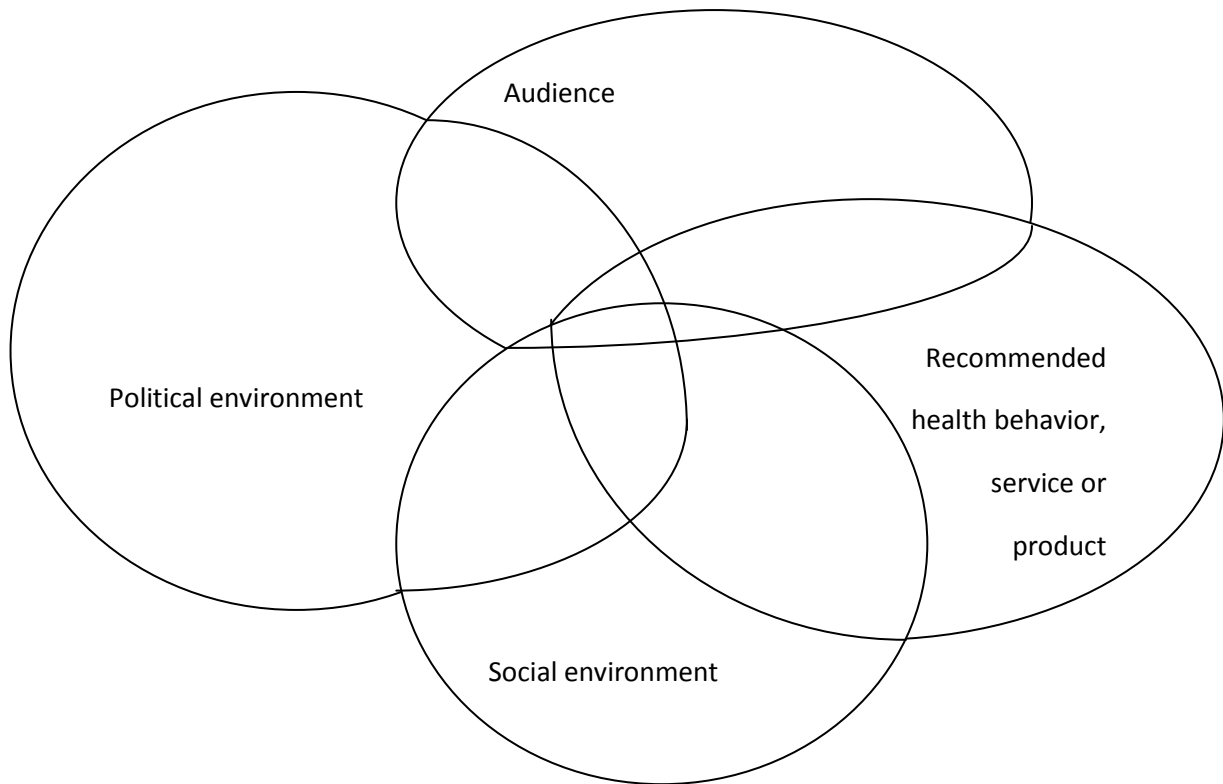 Audience
Political environment
Recommended
health behavior,
service or
product
Social environment